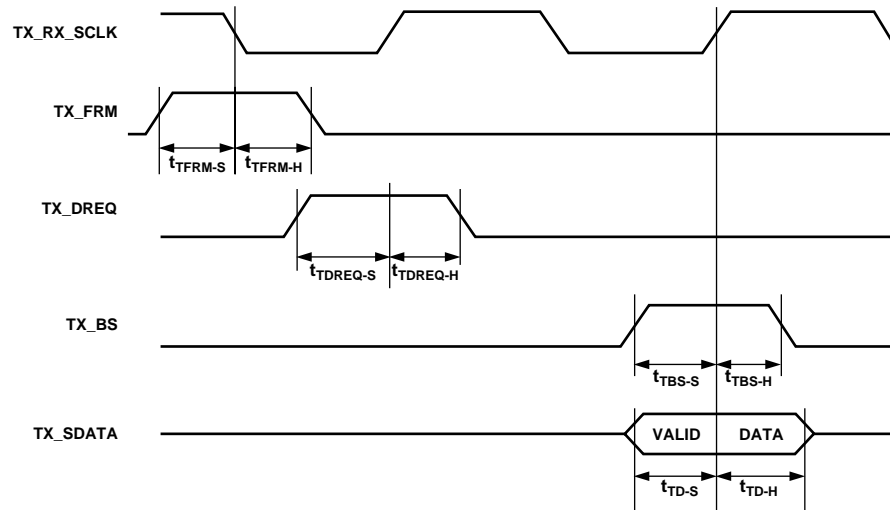 TX_RX_SCLK
TX_FRM
tTFRM-S tTFRM-H
TX_DREQ
tTDREQ-S tTDREQ-H
TX_BS
tTBS-S tTBS-H
TX_SDATA VALID DATA
tTD-S tTD-H